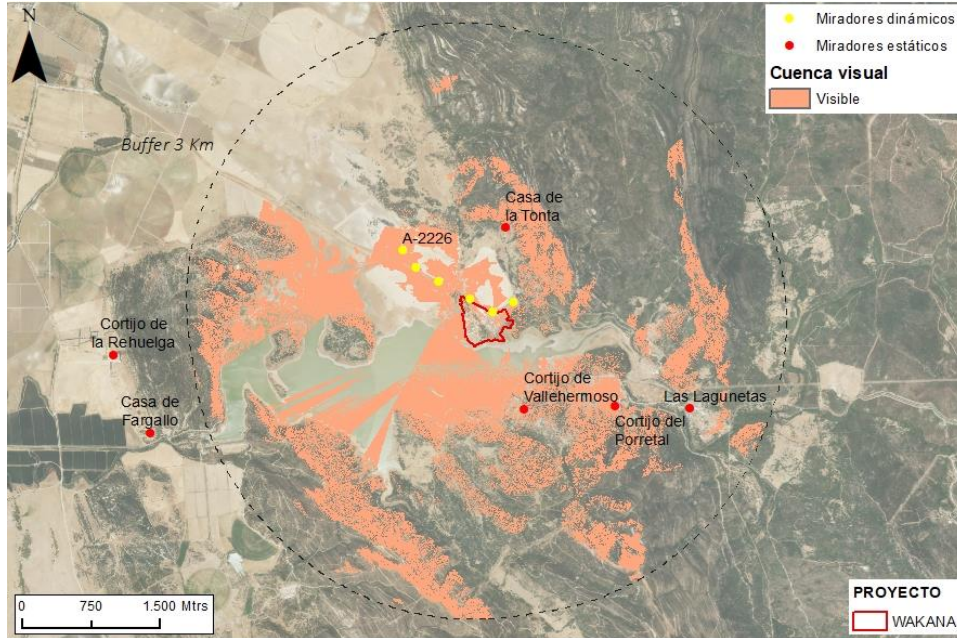 N
Miradores dinámicos
Miradores estáticos
Cuenca visual
Visible
Buffer 3 Km
Casa de
la Tonta
A-2226
Cortijo de
la Rehuelga
Casa de
Fargallo
Cortijo de
Vallehermoso
Las Lagunetas
Cortijo del
Porretal
0 750 1.500 Mtrs
PROYECTO
WAKANA